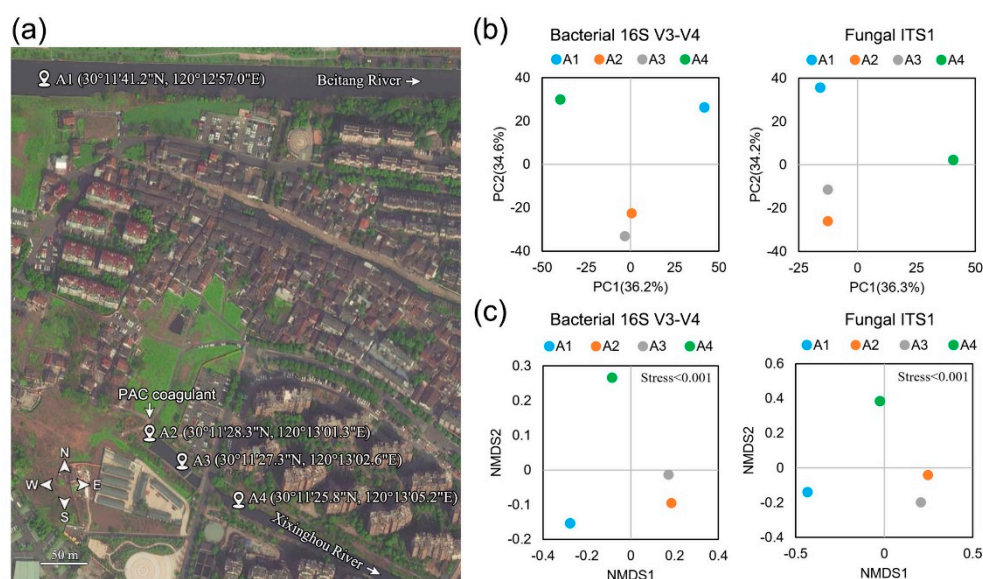 (a)
A1 (30°11'41.2"N, 120°12'57.0"E)
Beitang River
PAC coagulant
A2 (30°11'28.3"N, 120°13'01.3"E)
A3 (30°11'27.3"N, 120°13'02.6"E)
A4 (30°11'25.8"N, 120°13'05.2"E)
Xixinghou River
N
W E
S
50 m
(b)
Bacterial 16S V3-V4
A1 A2 A3 A4
PC2(34.6%)
40
20
0
-20
-40
-50 -25 0 25 50
PC1(36.2%)
Fungal ITS1
A1 A2 A3 A4
PC2(34.2%)
40
20
0
-20
-40
-25 0 25 50
PC1(36.3%)
(c)
Bacterial 16S V3-V4
A1 A2 A3 A4
Stress<0.001
NMDS2
0.3
0.2
0.1
0.0
-0.1
-0.2
-0.4 -0.2 0 0.2 0.4
NMDS1
Fungal ITS1
A1 A2 A3 A4
Stress<0.001
NMDS2
0.6
0.4
0.2
0
-0.2
-0.4
-0.5 0 0.5
NMDS1